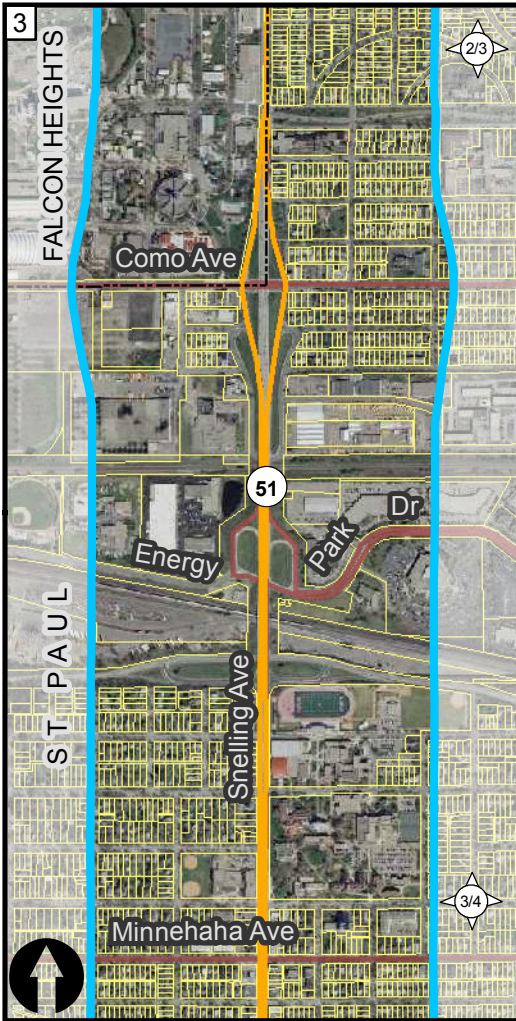 3
2/3
FALCON HEIGHTS
Como Ave
51
Energy Park Dr
ST PAUL
Snelling Ave
3/4
Minnehaha Ave